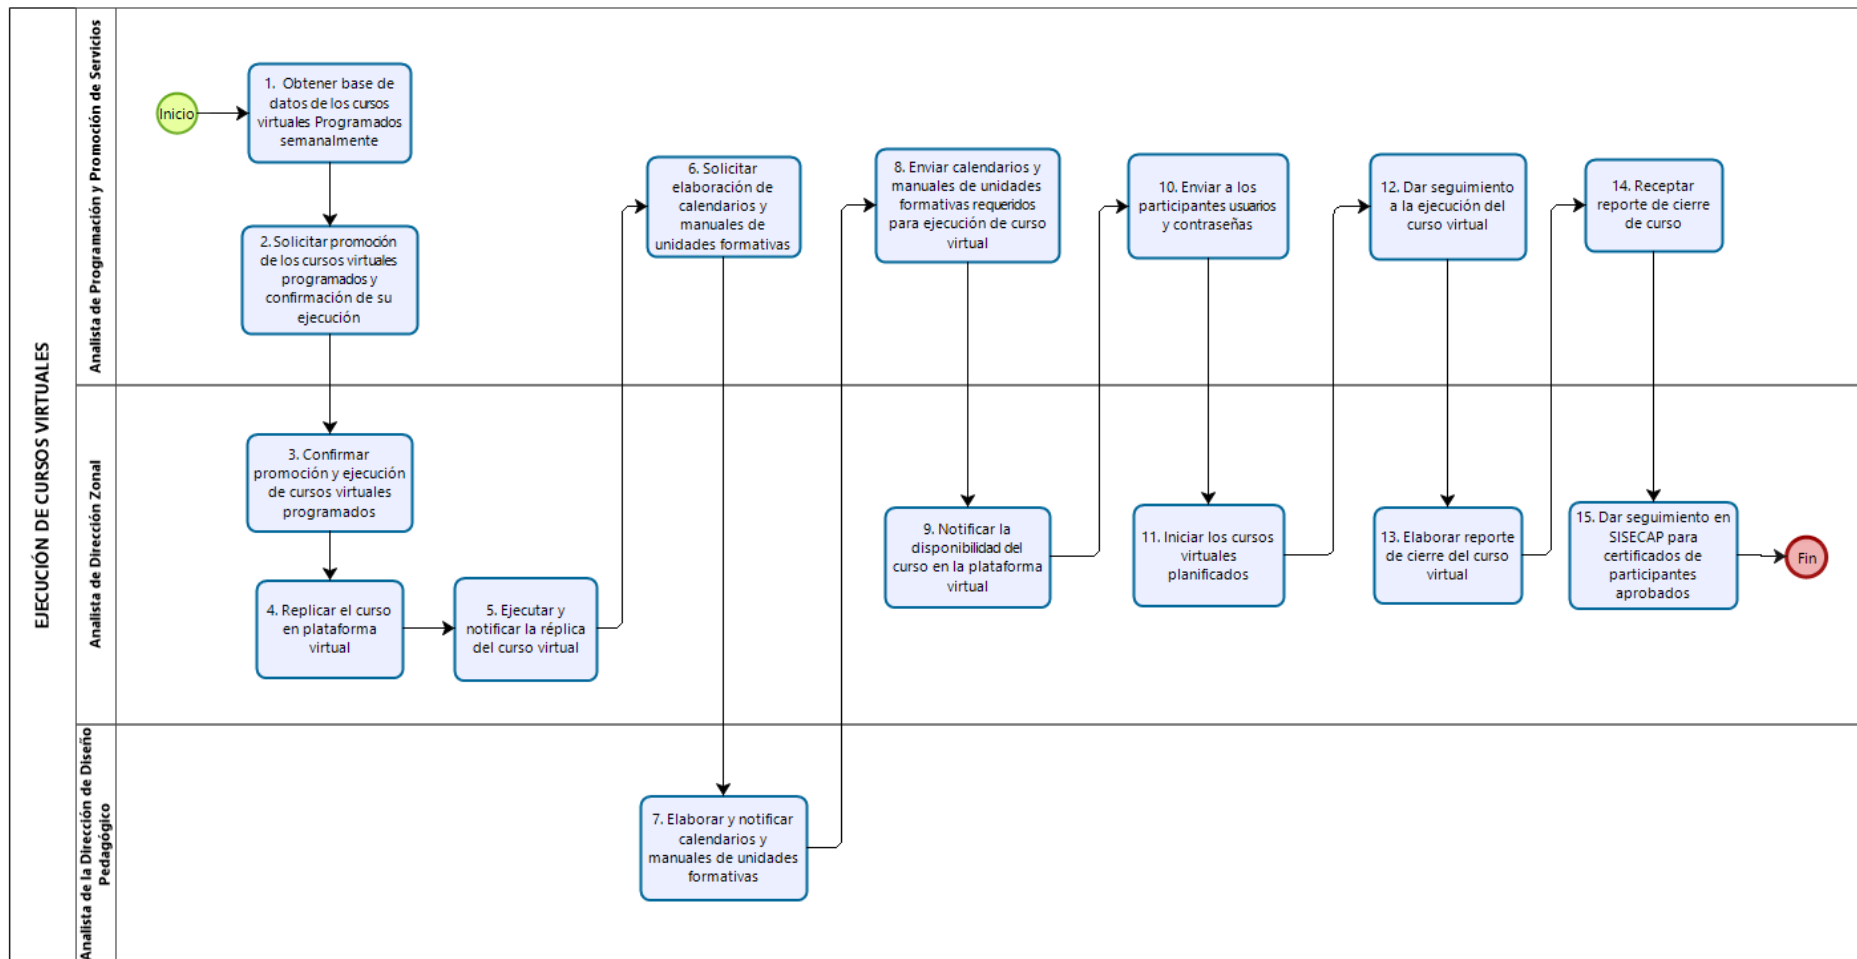 EJECUCIÓN DE CURSOS VIRTUALES
Analista de Programación y Promoción de Servicios
Inicio
1. Obtener base de
datos de los cursos
virtuales Programados
semanalmente
2. Solicitar promoción
de los cursos virtuales
programados y
confirmación de su
ejecución
6. Solicitar
elaboración de
calendarios y
manuales de
unidades formativas
8. Enviar calendarios y
manuales de unidades
formativas requeridos
para ejecución de curso
virtual
10. Enviar a los
participantes usuarios
y contraseñas
12. Dar seguimiento
a la ejecución del
curso virtual
14. Receptar
reporte de cierre
de curso
Analista de Dirección Zonal
3. Confirmar
promoción y ejecución
de cursos virtuales
programados
4. Replicar el curso
en plataforma
virtual
5. Ejecutar y
notificar la réplica
del curso virtual
9. Notificar la
disponibilidad del
curso en la plataforma
virtual
11. Iniciar los cursos
virtuales
planificados
13. Elaborar reporte
de cierre del curso
virtual
15. Dar seguimiento en
SISECAP para
certificados de
participantes
aprobados
Fin
Analista de la Dirección de Diseño
Pedagógico
7. Elaborar y notificar
calendarios y
manuales de unidades
formativas